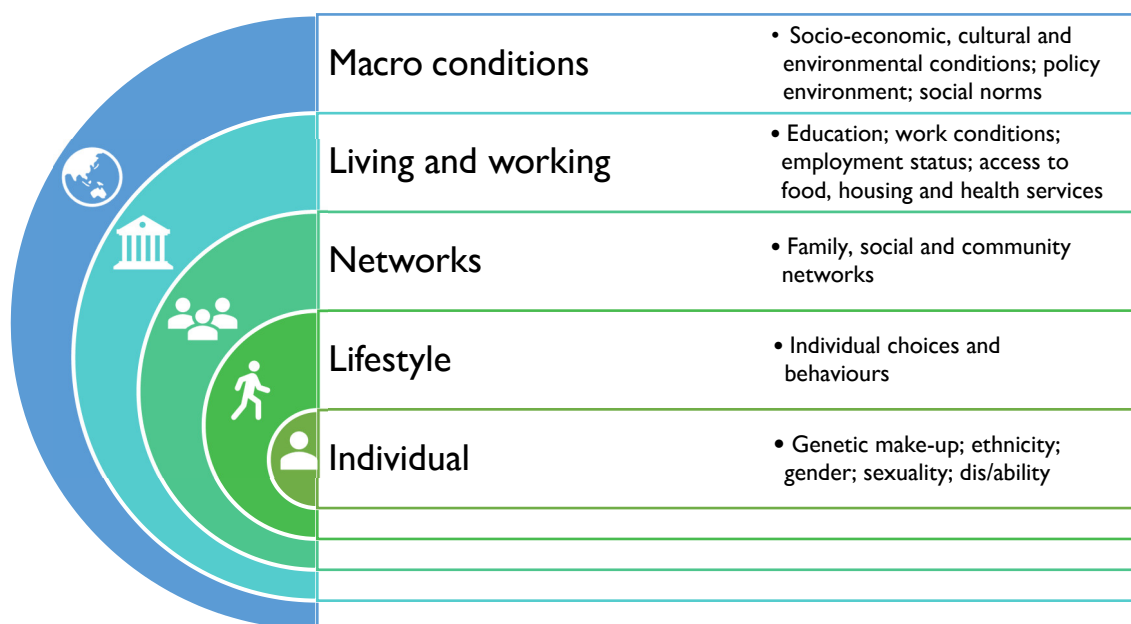 Macro conditions
• Socio-economic, cultural and
environmental conditions; policy
environment; social norms
Living and working
• Education; work conditions;
employment status; access to
food, housing and health services
Networks
• Family, social and community
networks
Lifestyle
• Individual choices and
behaviours
Individual
• Genetic make-up; ethnicity;
gender; sexuality; dis/ability